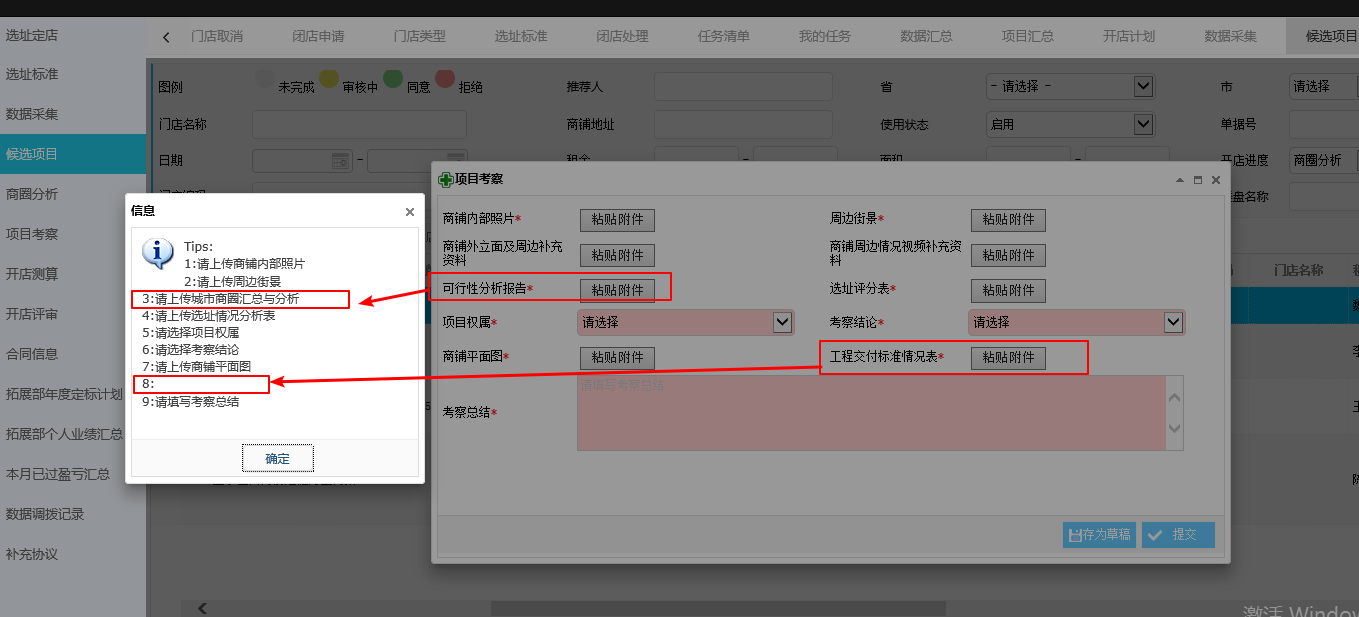 选址定店
选址标准
数据采集
候选项目
商圈分析
项目考察
开店测算
开店评审
合同信息
拓展部年度定标计划
拓展部个人业绩汇总
本月已过盈亏汇总
数据调拨记录
补充协议
门店取消 闭店申请 门店类型 选址标准 闭店处理 任务清单 我的任务 数据汇总 项目汇总 开店计划 数据采集 候选项目
图例 未完成 审核中 同意 拒绝 推荐人 省 - 请选择 - 市 请选择
门店名称 商铺地址 使用状态 启用 单据号
日期 - 租金 - 面积 - 开店进度 商圈分析
盘名称
门店名称
信息
Tips:
1:请上传商铺内部照片
2:请上传周边街景
3:请上传城市商圈汇总与分析
4:请上传选址情况分析表
5:请选择项目权属
6:请选择考察结论
7:请上传商铺平面图
8:
9:请填写考察总结
确定
项目考察
商铺内部照片* 粘贴附件 周边街景* 粘贴附件
商铺外立面及周边补充资料 粘贴附件 商铺周边情况视频补充资料 粘贴附件
可行性分析报告* 粘贴附件 选址评分表* 粘贴附件
项目权属* 请选择 考察结论* 请选择
商铺平面图* 粘贴附件 工程交付标准情况表* 粘贴附件
考察总结* 请填写考察总结
存为草稿 提交
激活 Window